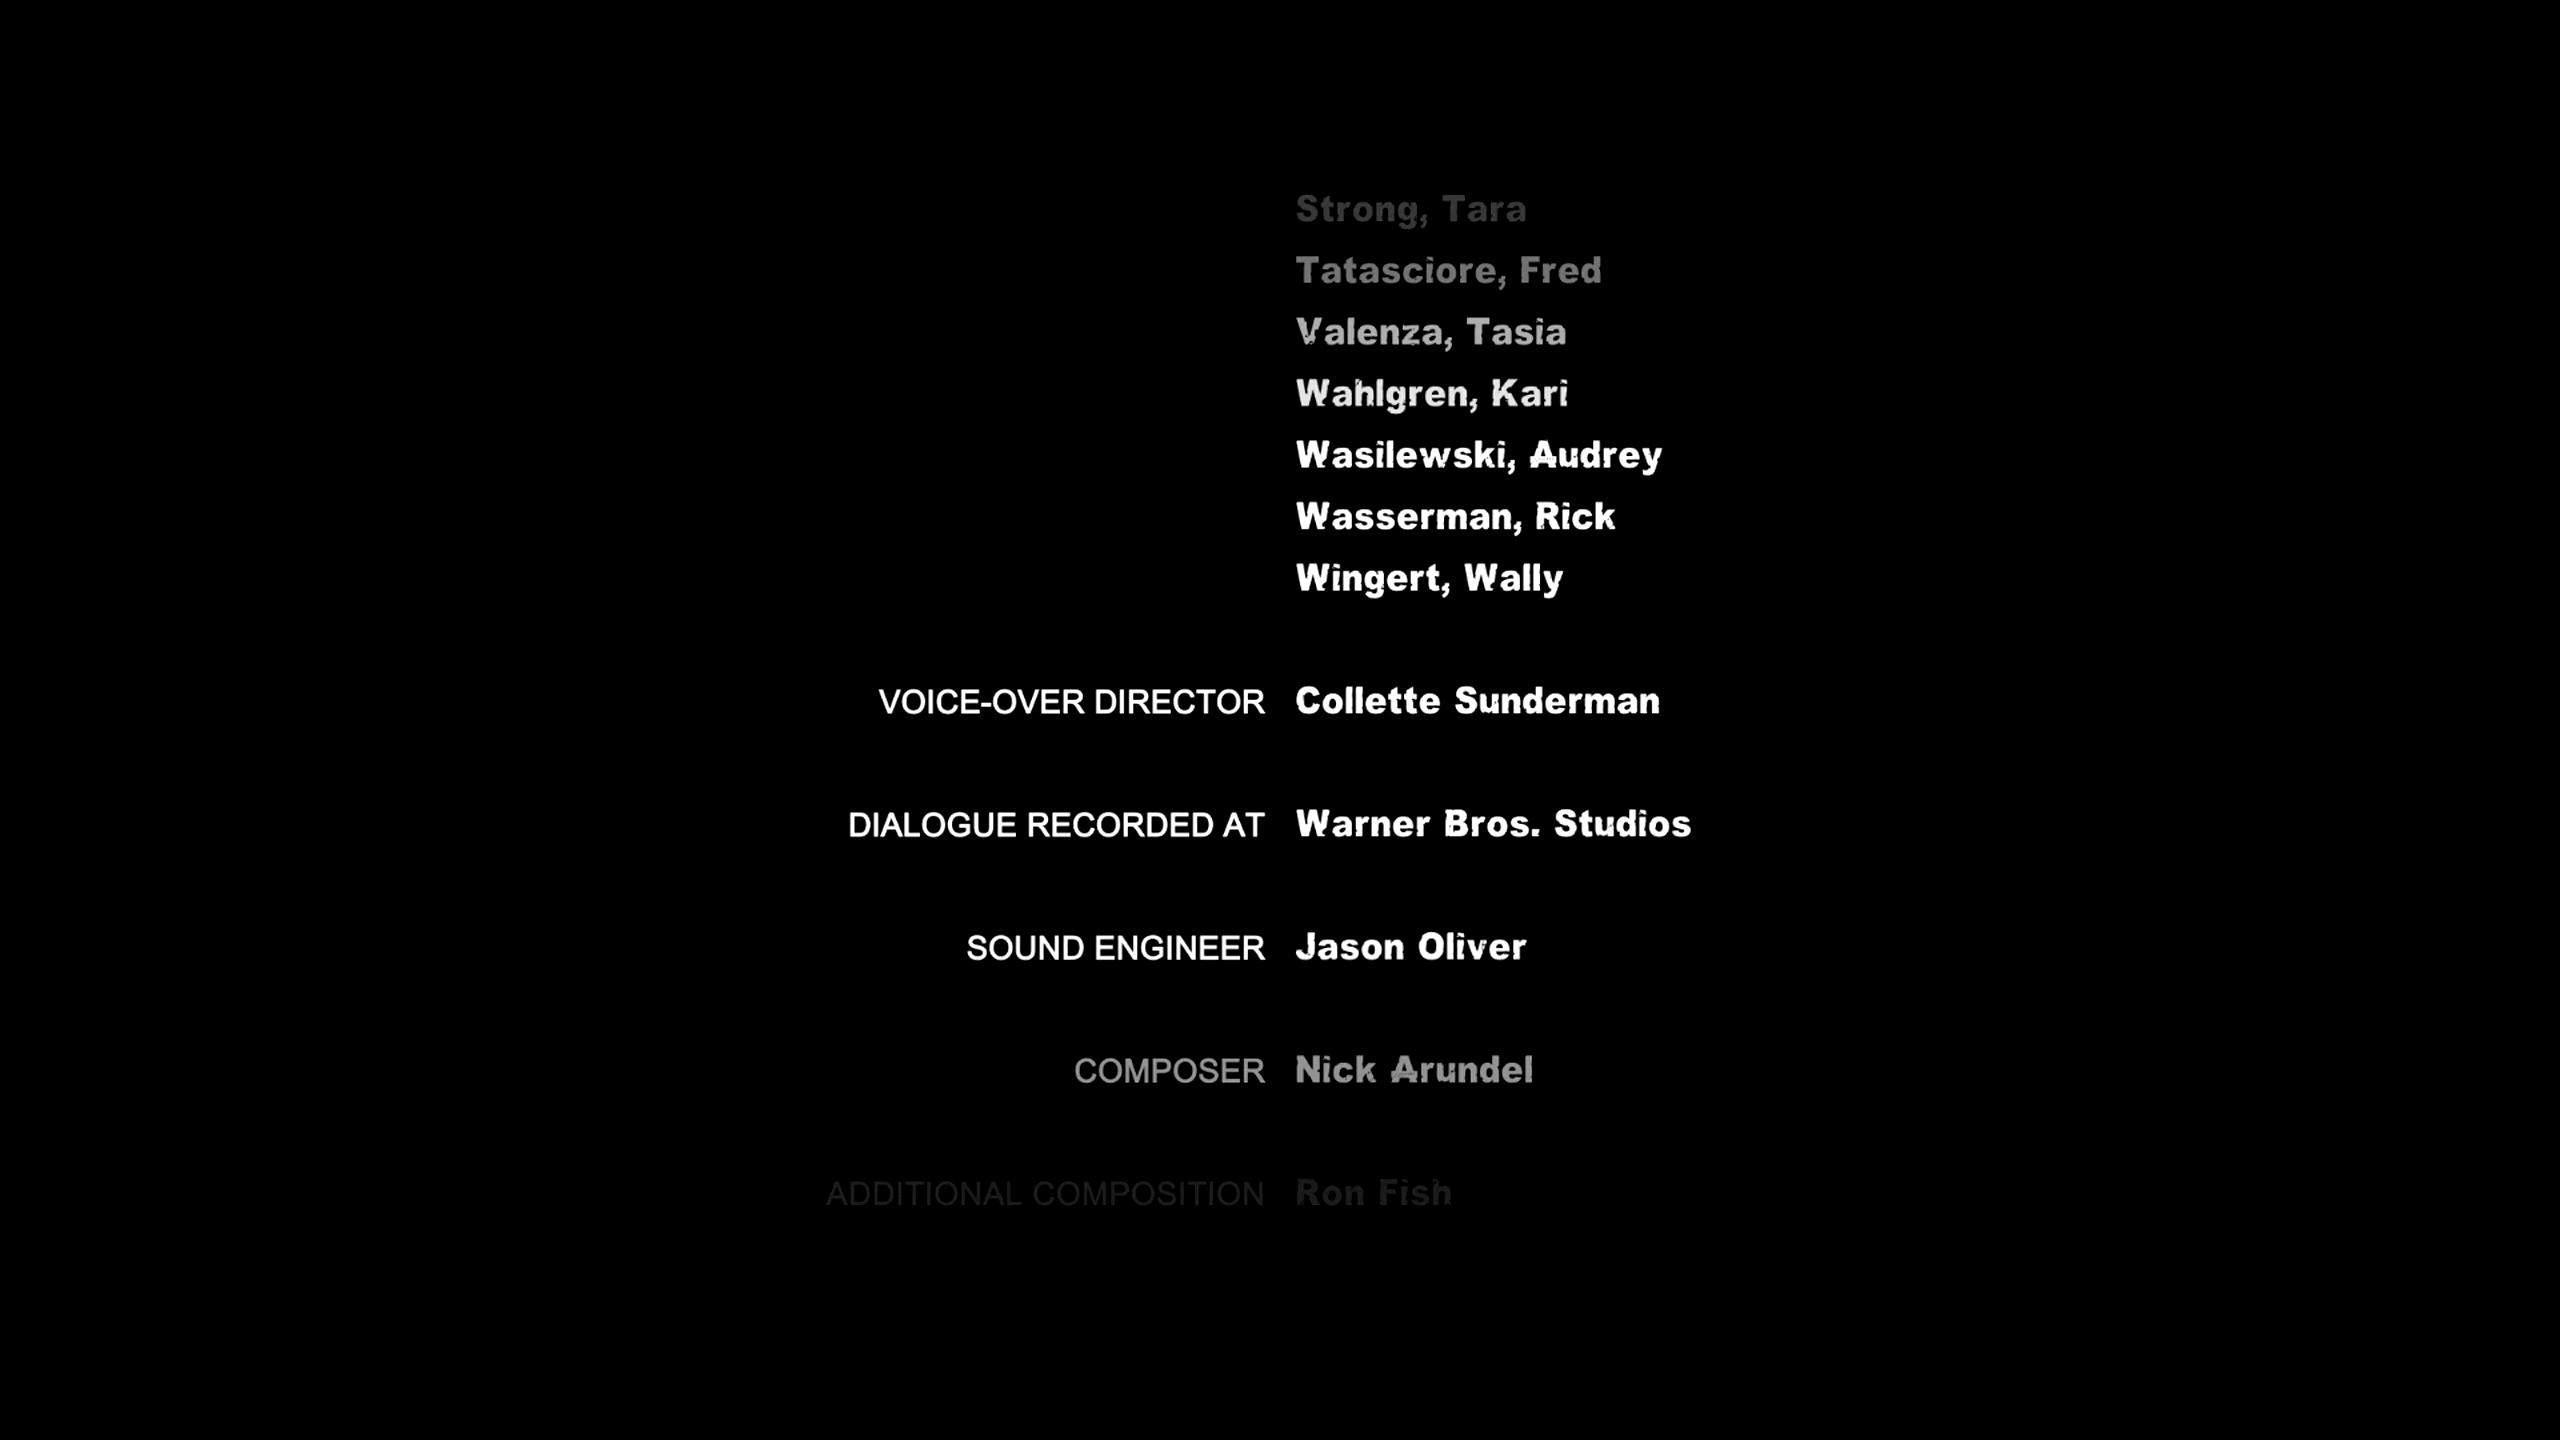 Strong, Tara
Tatasciore, Fred
Valenza, Tasia
Wahlgren, Kari
Wasilewski, Audrey
Wasserman, Rick
Wingert, Wally
VOICE-OVER DIRECTOR Collette Sunderman
DIALOGUE RECORDED AT Warner Bros. Studios
SOUND ENGINEER Jason Oliver
COMPOSER Nick Arundel
ADDITIONAL COMPOSITION Ron Fish